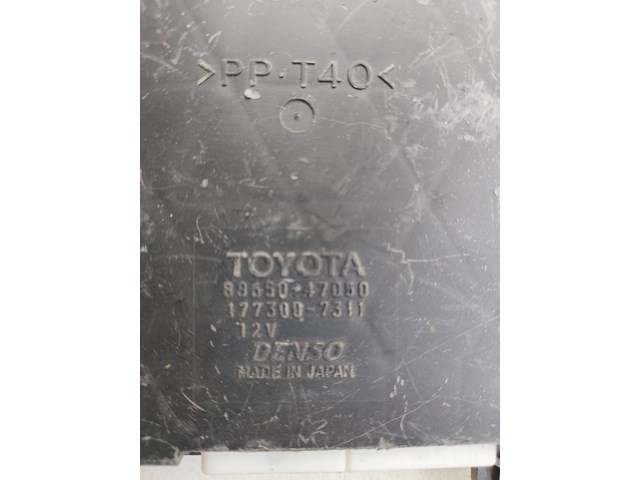 >PP-T40<
TOYOTA
88650-47050
177300-7311
12V
DENSO
MADE IN JAPAN